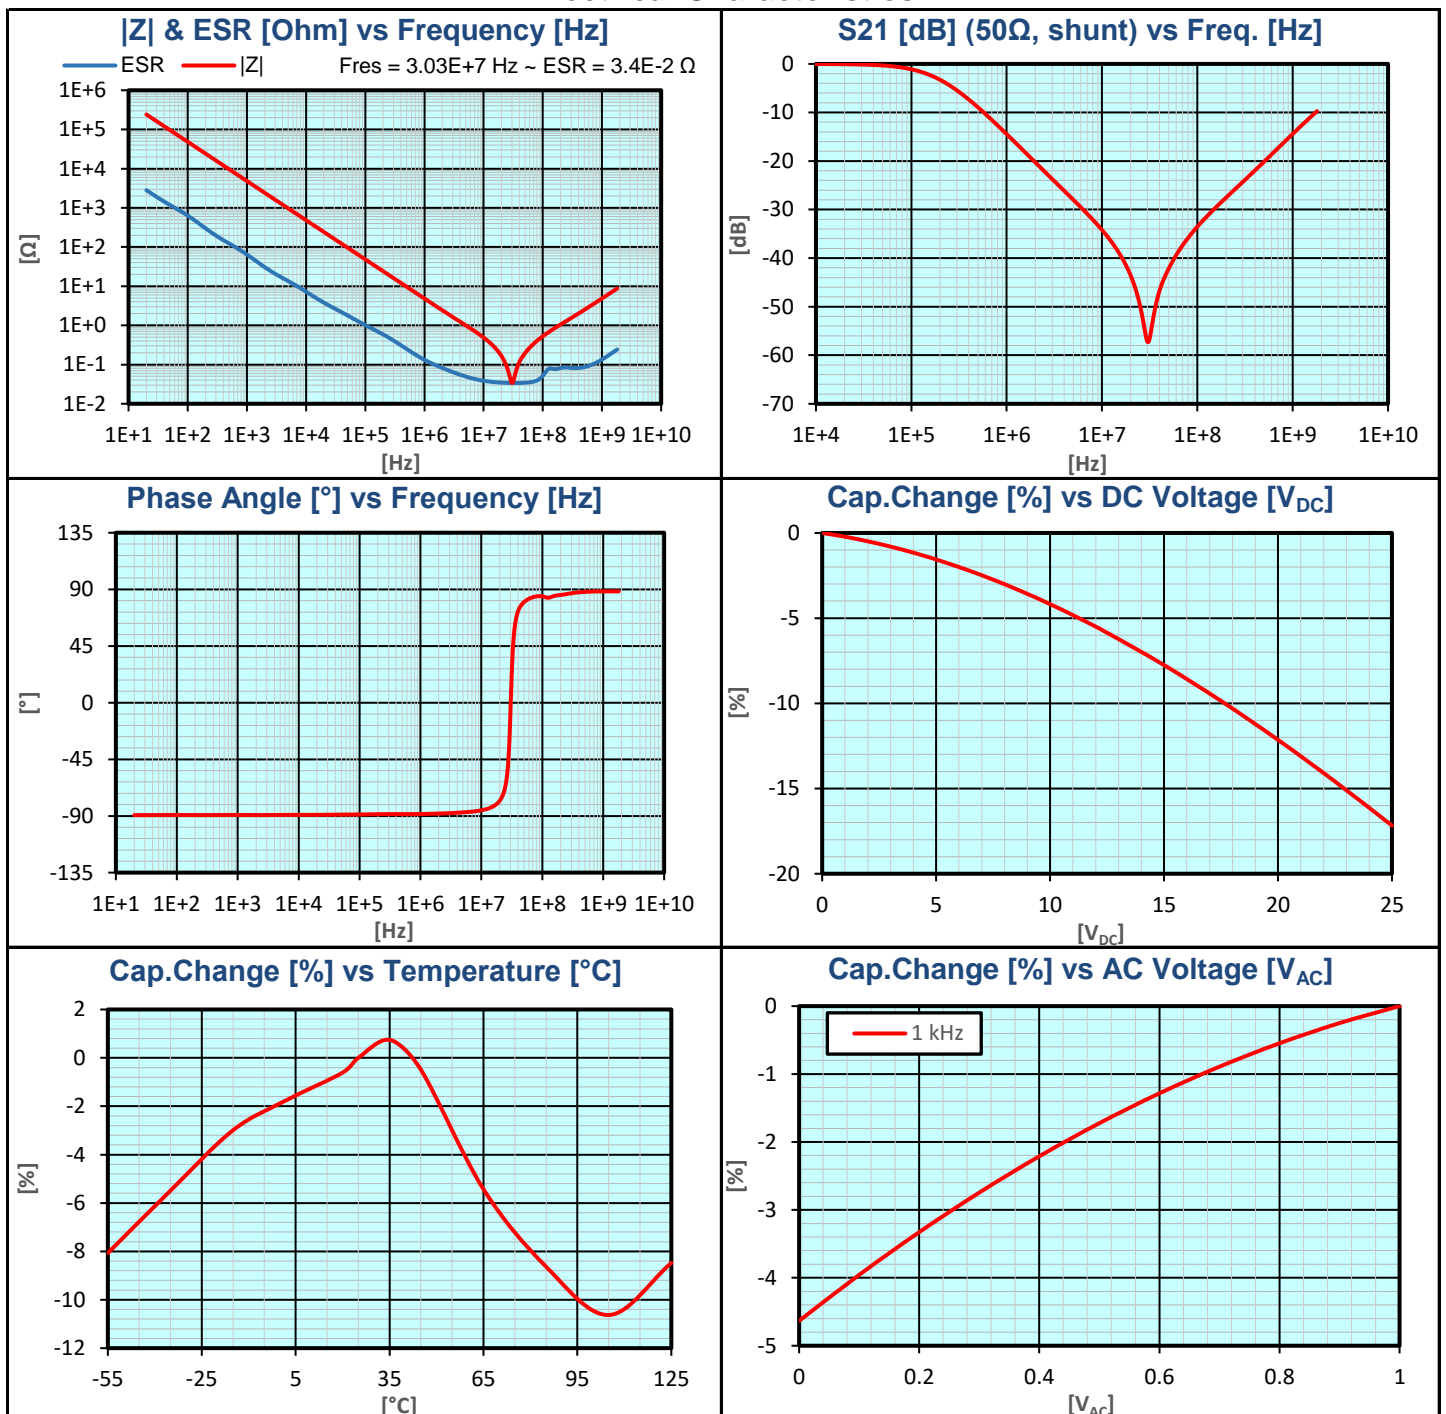 |Z| & ESR [Ohm] vs Frequency [Hz]
ESR |Z| Fres = 3.03E+7 Hz ~ ESR = 3.4E-2 Ω
1E+6
1E+5
1E+4
1E+3
1E+2
1E+1
1E+0
1E-1
1E-2
[Ω]
1E+1 1E+2 1E+3 1E+4 1E+5 1E+6 1E+7 1E+8 1E+9 1E+10
[Hz]
S21 [dB] (50Ω, shunt) vs Freq. [Hz]
0
-10
-20
-30
-40
-50
-60
-70
[dB]
1E+4 1E+5 1E+6 1E+7 1E+8 1E+9 1E+10
[Hz]
Phase Angle [°] vs Frequency [Hz]
135
90
45
0
-45
-90
-135
[°]
1E+1 1E+2 1E+3 1E+4 1E+5 1E+6 1E+7 1E+8 1E+9 1E+10
[Hz]
Cap.Change [%] vs DC Voltage [VDC]
0
-5
-10
-15
-20
[%]
0 5 10 15 20 25
[VDC]
Cap.Change [%] vs Temperature [°C]
2
0
-2
-4
-6
-8
-10
-12
[%]
-55 -25 5 35 65 95 125
[°C]
Cap.Change [%] vs AC Voltage [VAC]
1 kHz
0
-1
-2
-3
-4
-5
[%]
0 0.2 0.4 0.6 0.8 1
[VAC]